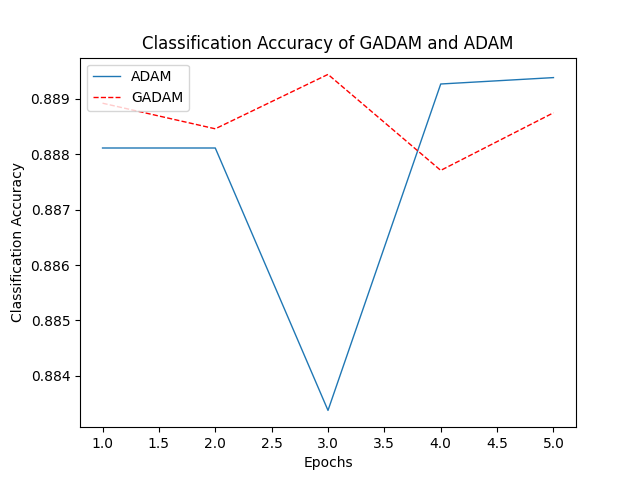 Classification Accuracy of GADAM and ADAM
ADAM
GADAM
0.889
0.888
0.887
0.886
0.885
0.884
Classification Accuracy
1.0 1.5 2.0 2.5 3.0 3.5 4.0 4.5 5.0
Epochs